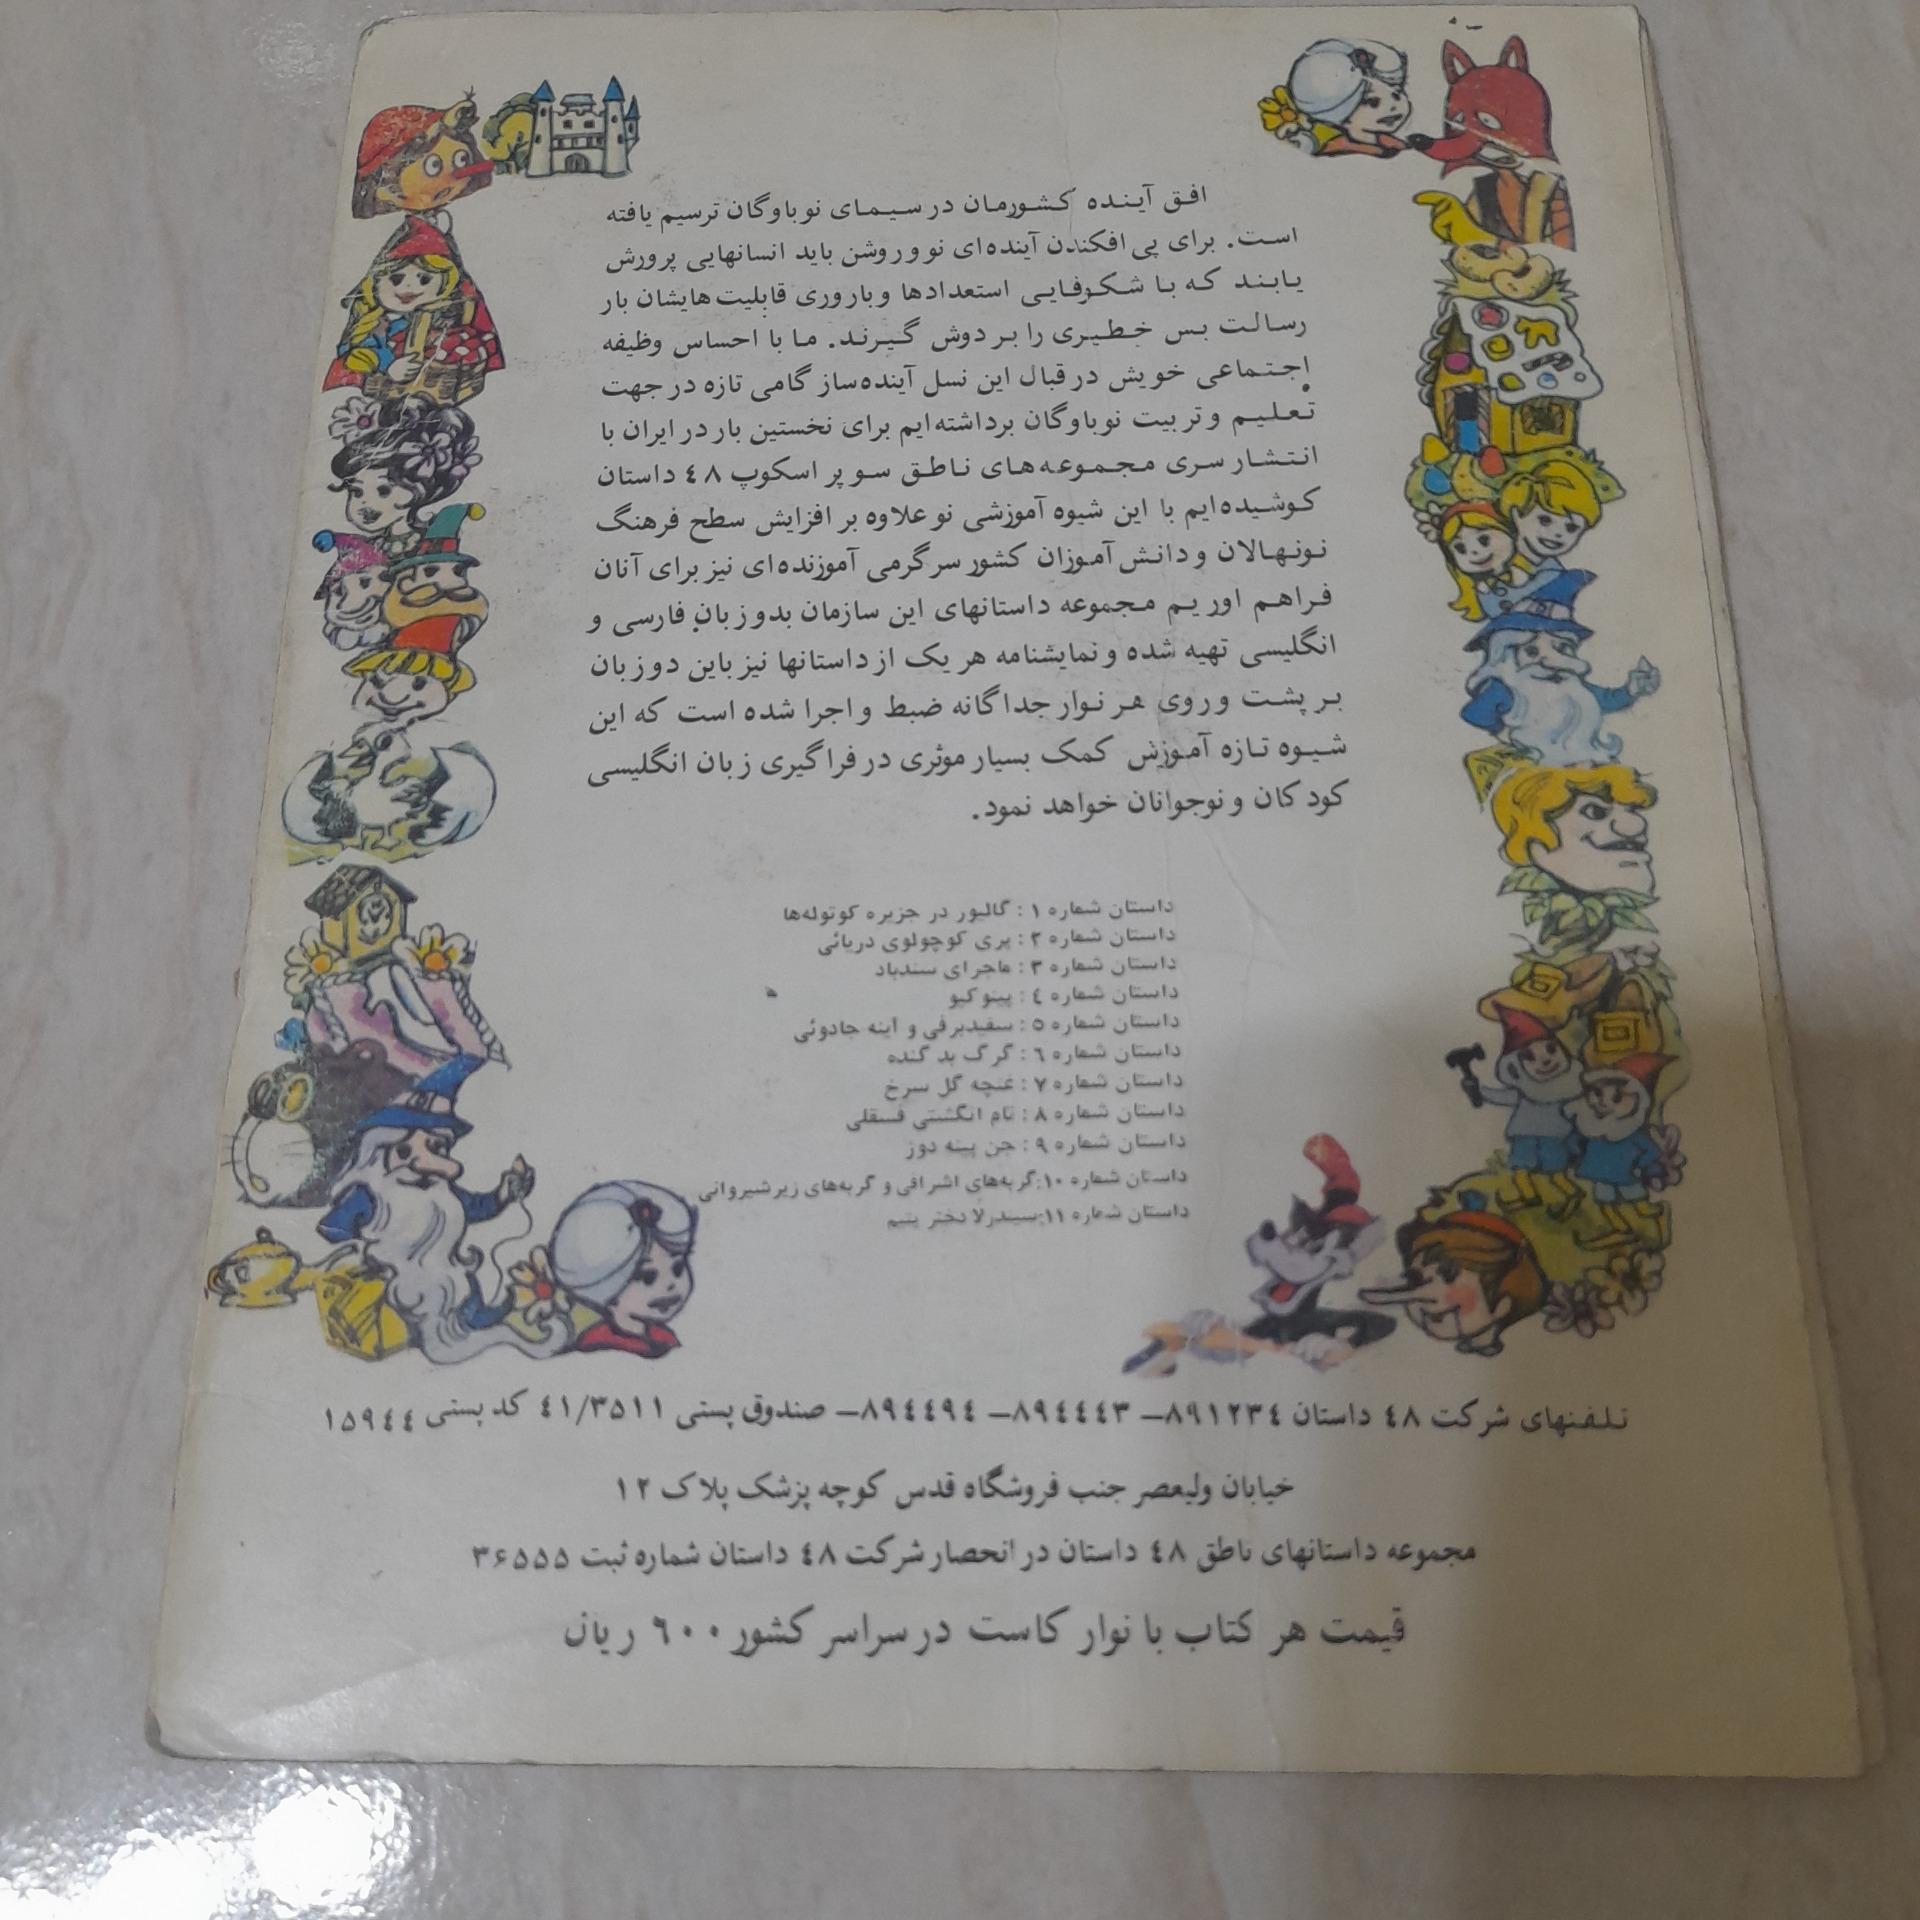 افق آینده کشورمان در سیمای نوباوگان ترسیم یافته
است. برای پی افکندن آینده‌ای نو و روشن باید انسانهایی پرورش
یابند که با شکوفایی استعدادها و باروری قابلیت‌هایشان بار
رسالت بس خطیری را بر دوش گیرند. ما با احساس وظیفه
اجتماعی خویش در قبال این نسل آینده‌ساز گامی تازه در جهت
تعلیم و تربیت نوباوگان برداشته‌ایم برای نخستین بار در ایران با
انتشار سری مجموعه‌های ناطق سوپر اسکوپ ٤٨ داستان
کوشیده‌ایم با این شیوه آموزشی نو علاوه بر افزایش سطح فرهنگ
نونهالان و دانش‌آموزان کشور سرگرمی آموزنده‌ای نیز برای آنان
فراهم اوریم مجموعه داستانهای این سازمان بدو زبان فارسی و
انگلیسی تهیه شده و نمایشنامه هر یک از داستانها نیز باین دو زبان
بر پشت و روی هر نوار جداگانه ضبط و اجرا شده است که این
شیوه تازه آموزش کمک بسیار موثری در فراگیری زبان انگلیسی
کودکان و نوجوانان خواهد نمود.
داستان شماره ۱ : گالیور در جزیره کوتوله‌ها
داستان شماره ۲ : پری کوچولوی دریائی
داستان شماره ۳ : ماجرای سندباد
داستان شماره ٤ : پینوکیو
داستان شماره ۵ : سفیدبرفی و آینه جادوئی
داستان شماره ٦ : گرگ بد گنده
داستان شماره ۷ : غنچه گل سرخ
داستان شماره ۸ : تام انگشتی فسقلی
داستان شماره ۹ : جن پینه دوز
داستان شماره ۱۰: گربه‌های اشرافی و گربه‌های زیرشیروانی
داستان شماره ۱۱: سیندرلا دختر یتیم
تلفنهای شرکت ٤٨ داستان ۸۹۱۲۳٤ – ۸۹٤٤٤۳ – ۸۹٤٤۹٤ – صندوق پستی ٤۱/۳۵۱۱ کد پستی ۱۵۹٤٤
خیابان ولیعصر جنب فروشگاه قدس کوچه پزشک پلاک ۱۲
مجموعه داستانهای ناطق ٤٨ داستان در انحصار شرکت ٤٨ داستان شماره ثبت ۳۶۵۵۵
قیمت هر کتاب با نوار کاست در سراسر کشور ٦۰۰ ریال